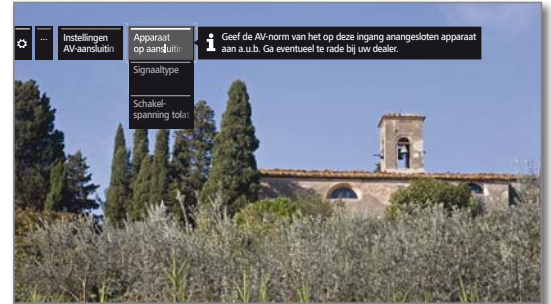 ...
Instellingen
AV-aansluitin
Apparaat
op aansluitin
Geef de AV-norm van het op deze ingang anangesloten apparaat
aan a.u.b. Ga eventueel te rade bij uw dealer.
Signaaltype
Schakel-
spanning tolat